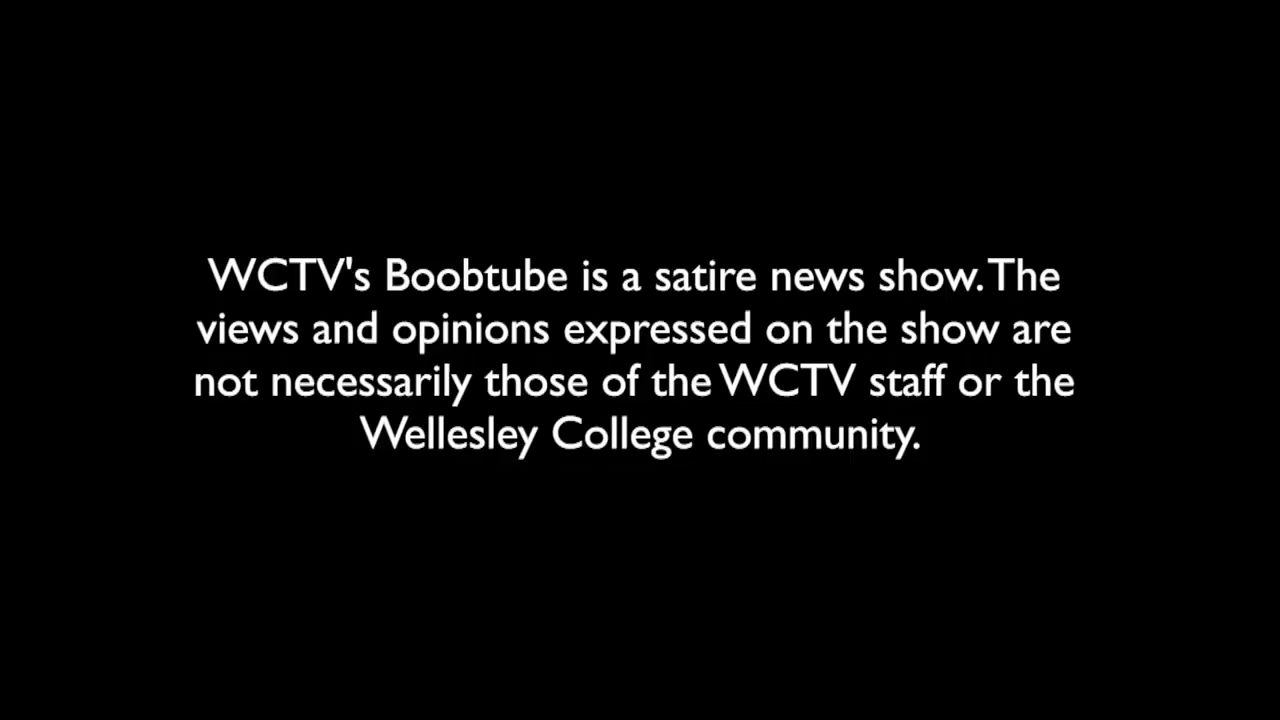 WCTV's Boobtube is a satire news show. The
views and opinions expressed on the show are
not necessarily those of the WCTV staff or the
Wellesley College community.